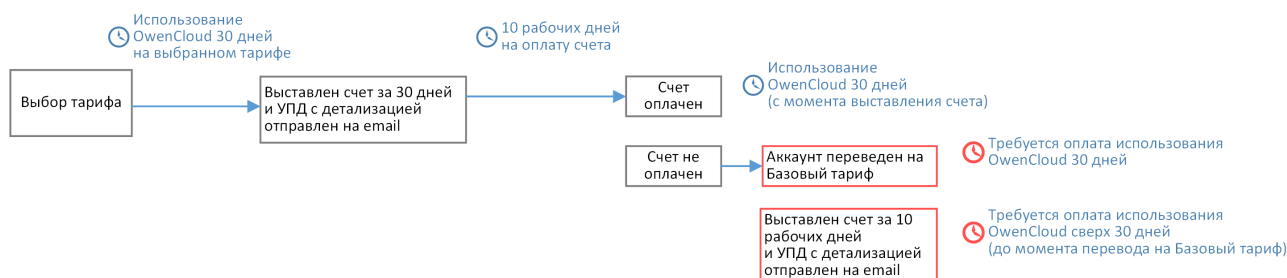 Использование
OwenCloud 30 дней
на выбранном тарифе
10 рабочих дней
на оплату счета
Выбор тарифа
Выставлен счет за 30 дней
и УПД с детализацией
отправлен на email
Счет
оплачен
Использование
OwenCloud 30 дней
(с момента выставления счета)
Счет не
оплачен
Аккаунт переведен на
Базовый тариф
Требуется оплата использования
OwenCloud 30 дней
Выставлен счет за 10
рабочих дней
и УПД с детализацией
отправлен на email
Требуется оплата использования
OwenCloud сверх 30 дней
(до момента перевода на Базовый тариф)